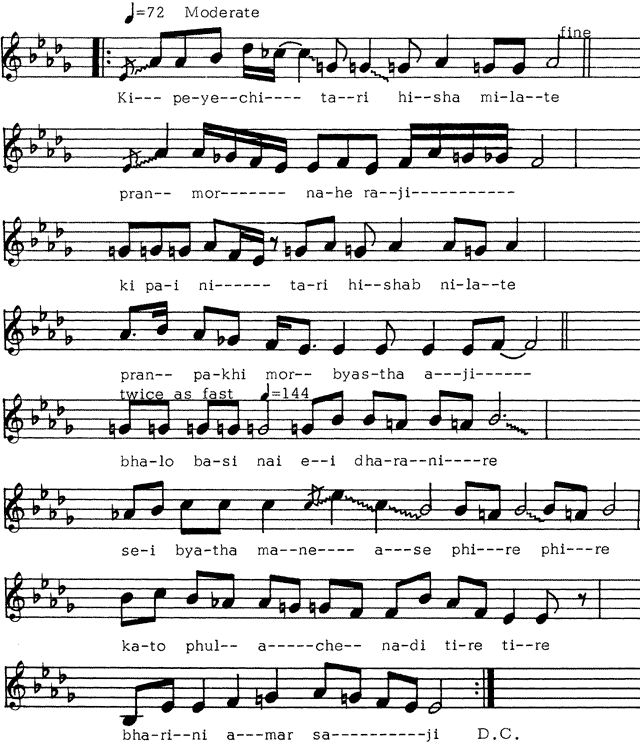 ♩=72 Moderate
fine
Ki--- pe-ye--chi---- ta--ri hi--sha mi-la--te
pran-- mor------- na-he ra--ji------------
ki pa-i ni------ ta-ri hi--shab ni-la--te
pran-- pa-khi mor-- byas-tha a---ji------
twice as fast ♩=144
bha-lo ba-si nai e--i dha-ra--ni----re
se-i bya-tha ma--ne---- a---se phi--re phi--re
ka-to phul-- a-----che-- na-di ti-re ti--re
bha-ri--ni a---mar sa----------ji D.C.